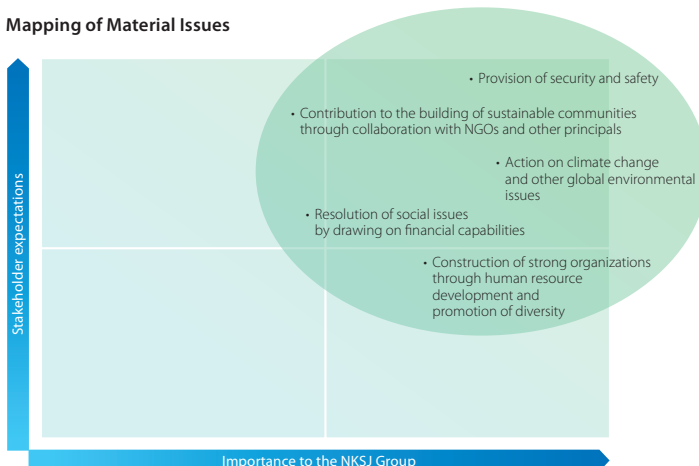 Mapping of Material Issues
Stakeholder expectations
• Provision of security and safety
• Contribution to the building of sustainable communities
through collaboration with NGOs and other principals
• Action on climate change
and other global environmental
issues
• Resolution of social issues
by drawing on financial capabilities
• Construction of strong organizations
through human resource
development and
promotion of diversity
Importance to the NKSJ Group